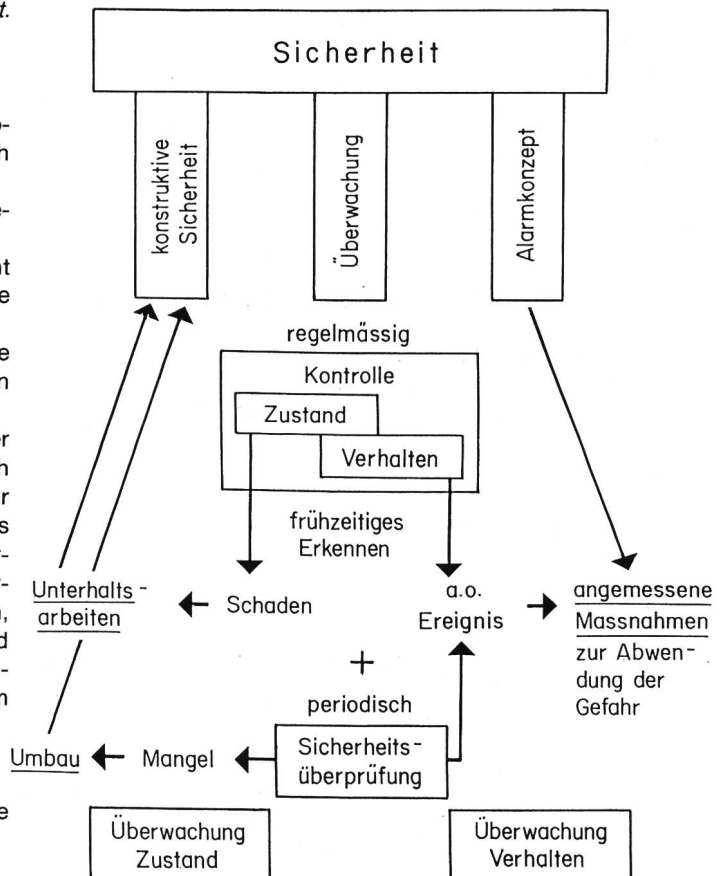 t.
Sicherheit
konstruktive
Sicherheit
Überwachung
Alarmkonzept
regelmässig
Kontrolle
Zustand
Verhalten
frühzeitiges
Erkennen
Unterhalts-
arbeiten
Schaden
a.o.
Ereignis
angemessene
Massnahmen
zur Abwen-
dung der
Gefahr
+
periodisch
Umbau
Mangel
Sicherheits-
überprüfung
Überwachung
Zustand
Überwachung
Verhalten